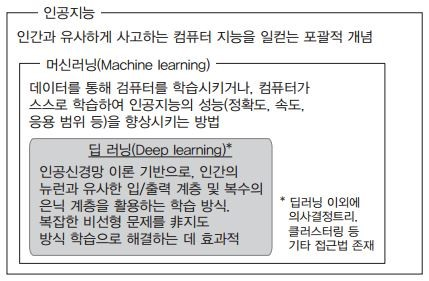 인공지능
인간과 유사하게 사고하는 컴퓨터 지능을 일컫는 포괄적 개념
머신러닝(Machine learning)
데이터를 통해 컴퓨터를 학습시키거나, 컴퓨터가
스스로 학습하여 인공지능의 성능(정확도, 속도,
응용 범위 등)을 향상시키는 방법
딥 러닝(Deep learning)*
인공신경망 이론 기반으로, 인간의
뉴런과 유사한 입/출력 계층 및 복수의
은닉 계층을 활용하는 학습 방식.
복잡한 비선형 문제를 非지도
방식 학습으로 해결하는 데 효과적
* 딥러닝 이외에
의사결정트리,
클러스터링 등
기타 접근법 존재